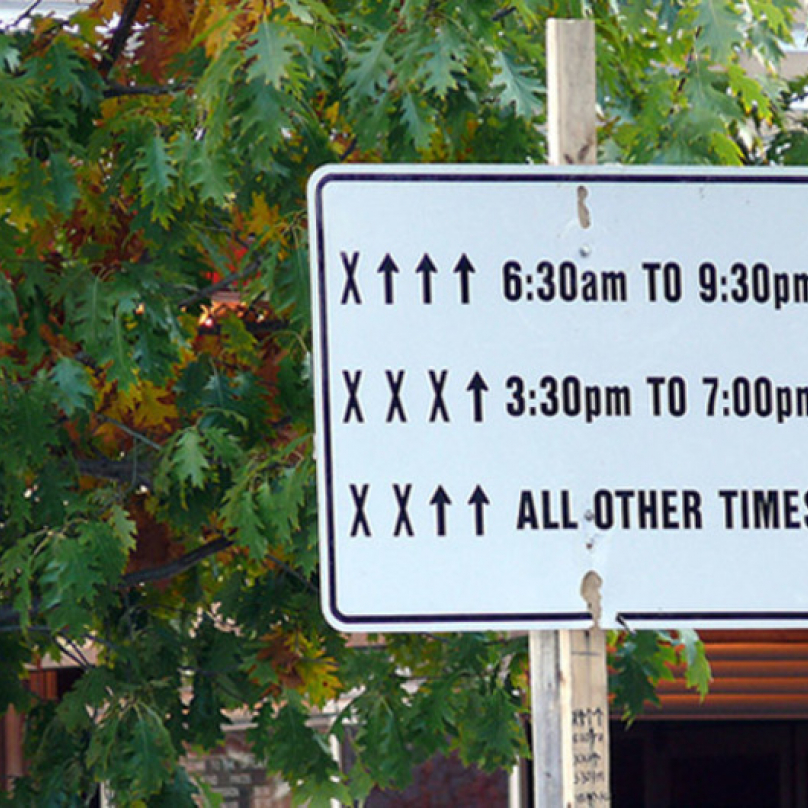 X↑↑↑ 6:30am TO 9:30pm
X X X ↑ 3:30pm TO 7:00pm
X X ↑↑ ALL OTHER TIMES